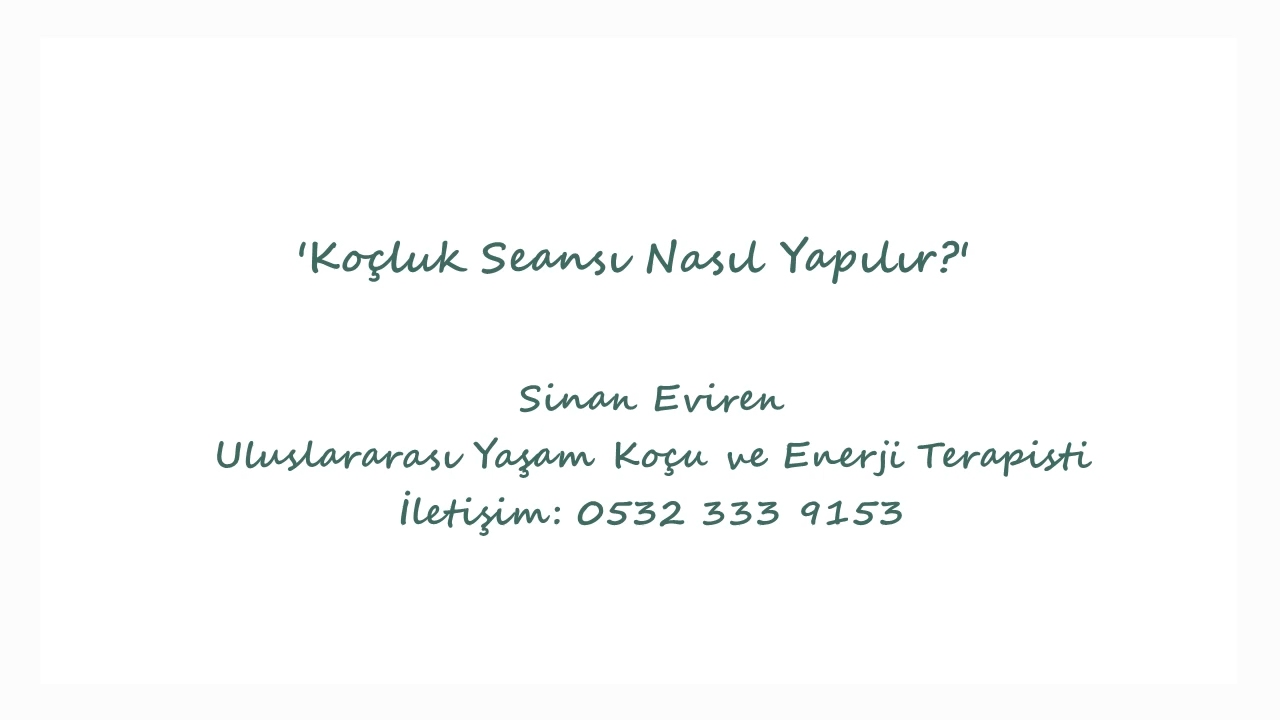 'Koçluk Seansı Nasıl Yapılır?'
Sinan Eviren
Uluslararası Yaşam Koçu ve Enerji Terapisti
İletişim: 0532 333 9153